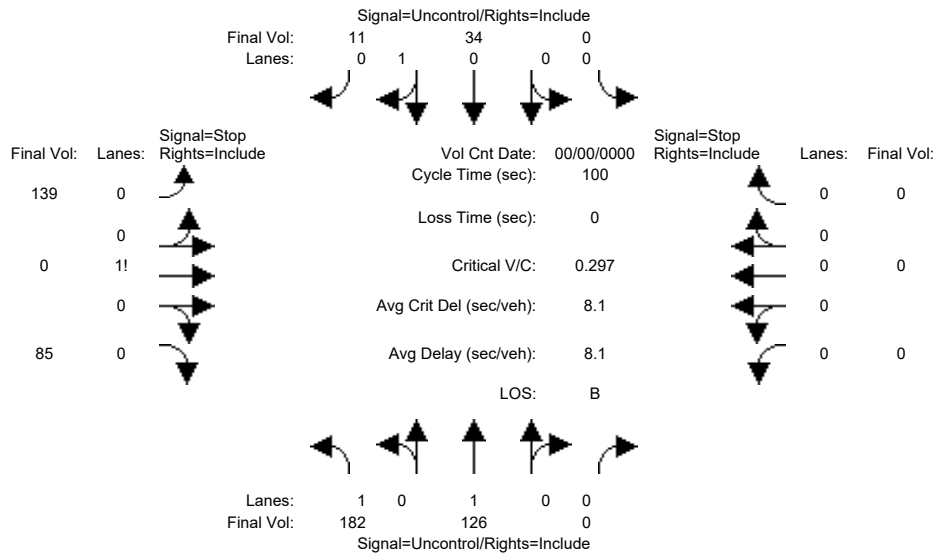 Signal=Uncontrol/Rights=Include
Final Vol: 11 34 0
Lanes: 0 1 0 0 0
Signal=Stop Signal=Stop
Final Vol: Lanes: Rights=Include Vol Cnt Date: 00/00/0000 Rights=Include Lanes: Final Vol:
Cycle Time (sec): 100
139 0 0 0
Loss Time (sec): 0
0 0
0 1! Critical V/C: 0.297 0 0
0 Avg Crit Del (sec/veh): 8.1 0
85 0 Avg Delay (sec/veh): 8.1 0 0
LOS: B
Lanes: 1 0 1 0 0
Final Vol: 182 126 0
Signal=Uncontrol/Rights=Include